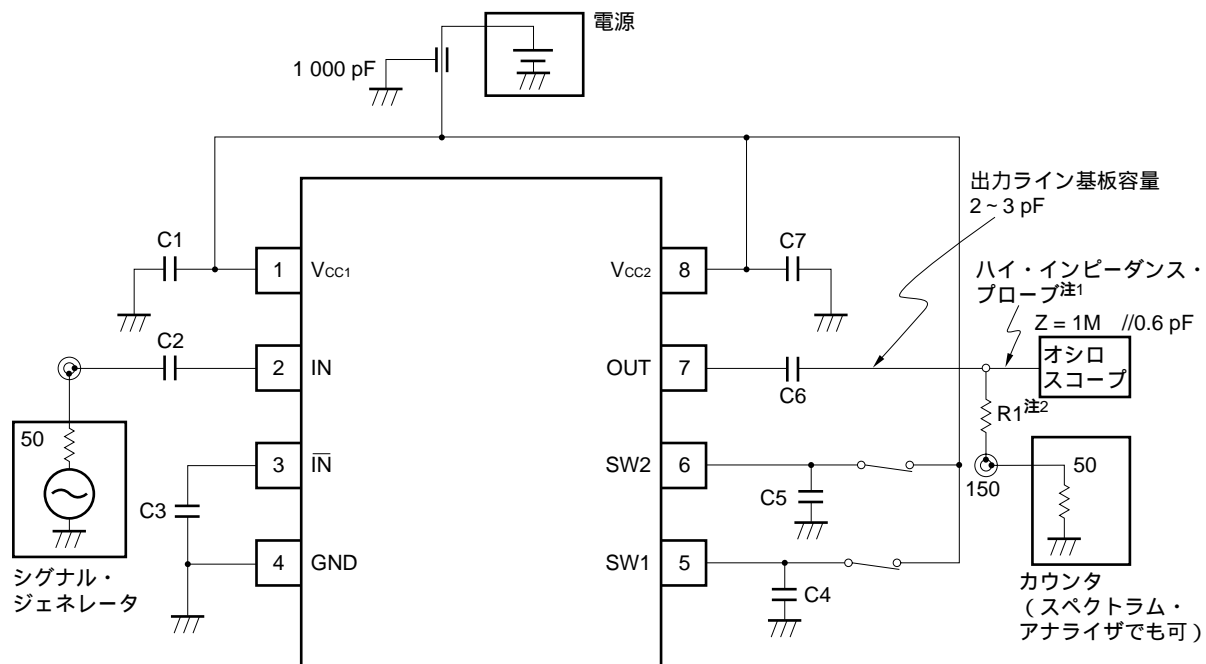 電源
1 000 pF
出力ライン基板容量
2 ~ 3 pF
C1
C7
1
VCC1
VCC2
8
ハイ・インピーダンス・
プローブ注1
Z = 1M //0.6 pF
C2
2
IN
OUT
7
C6
オシロ
スコープ
R1注2
50
3
IN
SW2
6
C5
150
50
C3
4
GND
SW1
5
C4
シグナル・
ジェネレータ
カウンタ
(スペクトラム・
アナライザでも可)